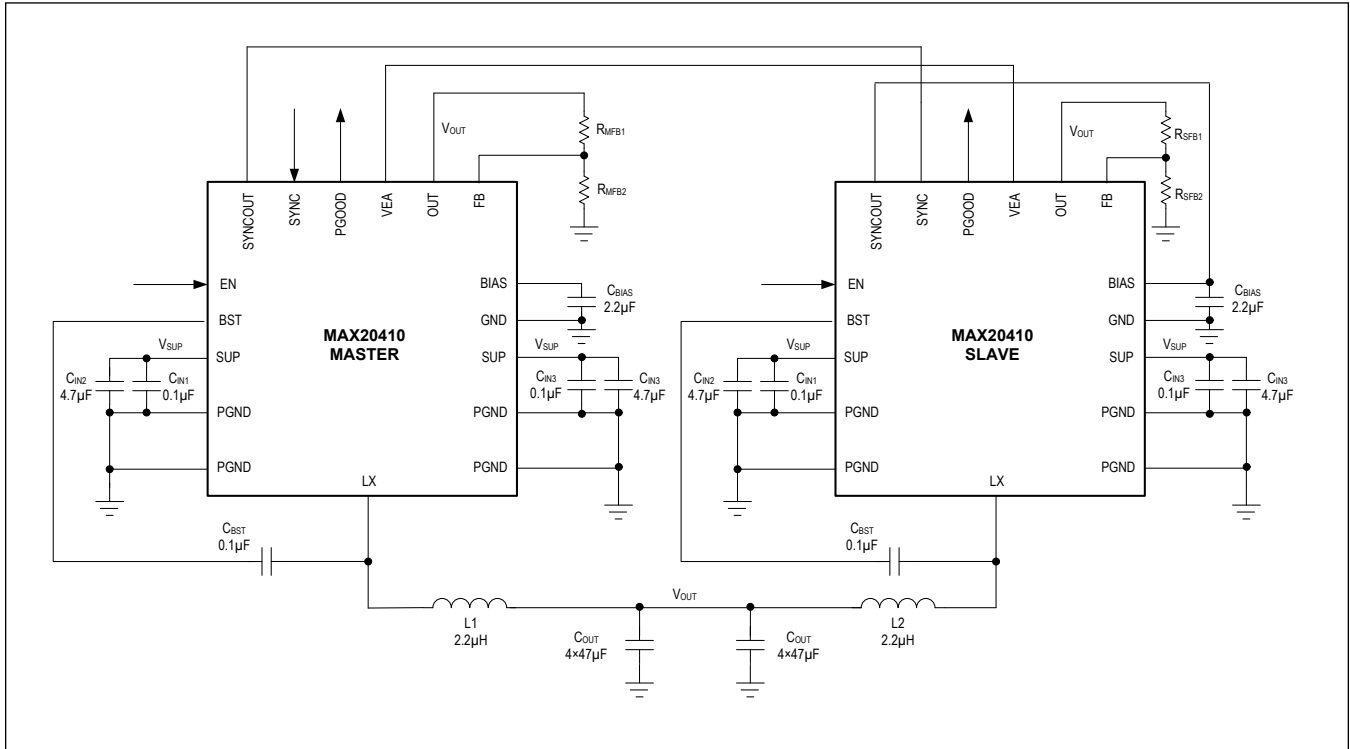 VOUT
RMFB1
RMFB2
SYNCOUT
SYNC
PGOOD
VEA
OUT
FB
EN
BST
VSUP
SUP
CIN2
4.7µF
CIN1
0.1µF
PGND
PGND
MAX20410
MASTER
BIAS
GND
SUP
PGND
PGND
LX
CBIAS
2.2µF
VSUP
CIN3
0.1µF
CIN3
4.7µF
CBST
0.1µF
VOUT
RSFB1
RSFB2
SYNCOUT
SYNC
PGOOD
VEA
OUT
FB
EN
BST
VSUP
SUP
CIN2
4.7µF
CIN1
0.1µF
PGND
PGND
MAX20410
SLAVE
BIAS
GND
SUP
PGND
PGND
LX
CBIAS
2.2µF
VSUP
CIN3
0.1µF
CIN3
4.7µF
CBST
0.1µF
L1
2.2µH
VOUT
COUT
4×47µF
COUT
4×47µF
L2
2.2µH